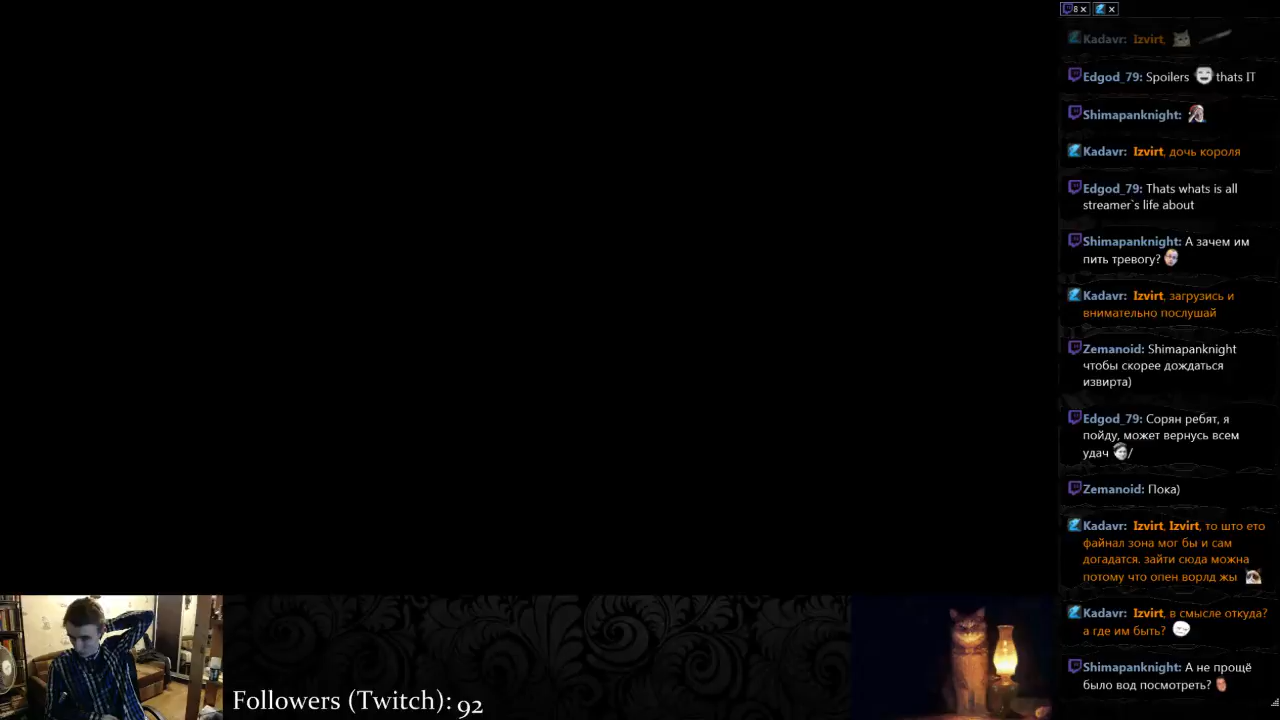 8 ✕ ✕
Kadavr: Izvirt,
Edgod_79: Spoilers thats IT
Shimapanknight:
Kadavr: Izvirt, дочь короля
Edgod_79: Thats whats is all
streamer`s life about
Shimapanknight: А зачем им
пить тревогу?
Kadavr: Izvirt, загрузись и
внимательно послушай
Zemanoid: Shimapanknight
чтобы скорее дождаться
извирта)
Edgod_79: Сорян ребят, я
пойду, может вернусь всем
удач /
Zemanoid: Пока)
Kadavr: Izvirt, Izvirt, то што ето
файнал зона мог бы и сам
догадатся. зайти сюда можна
потому что опен ворлд жы
Kadavr: Izvirt, в смысле откуда?
а где им быть?
Shimapanknight: А не прощё
было вод посмотреть?
Followers (Twitch): 92